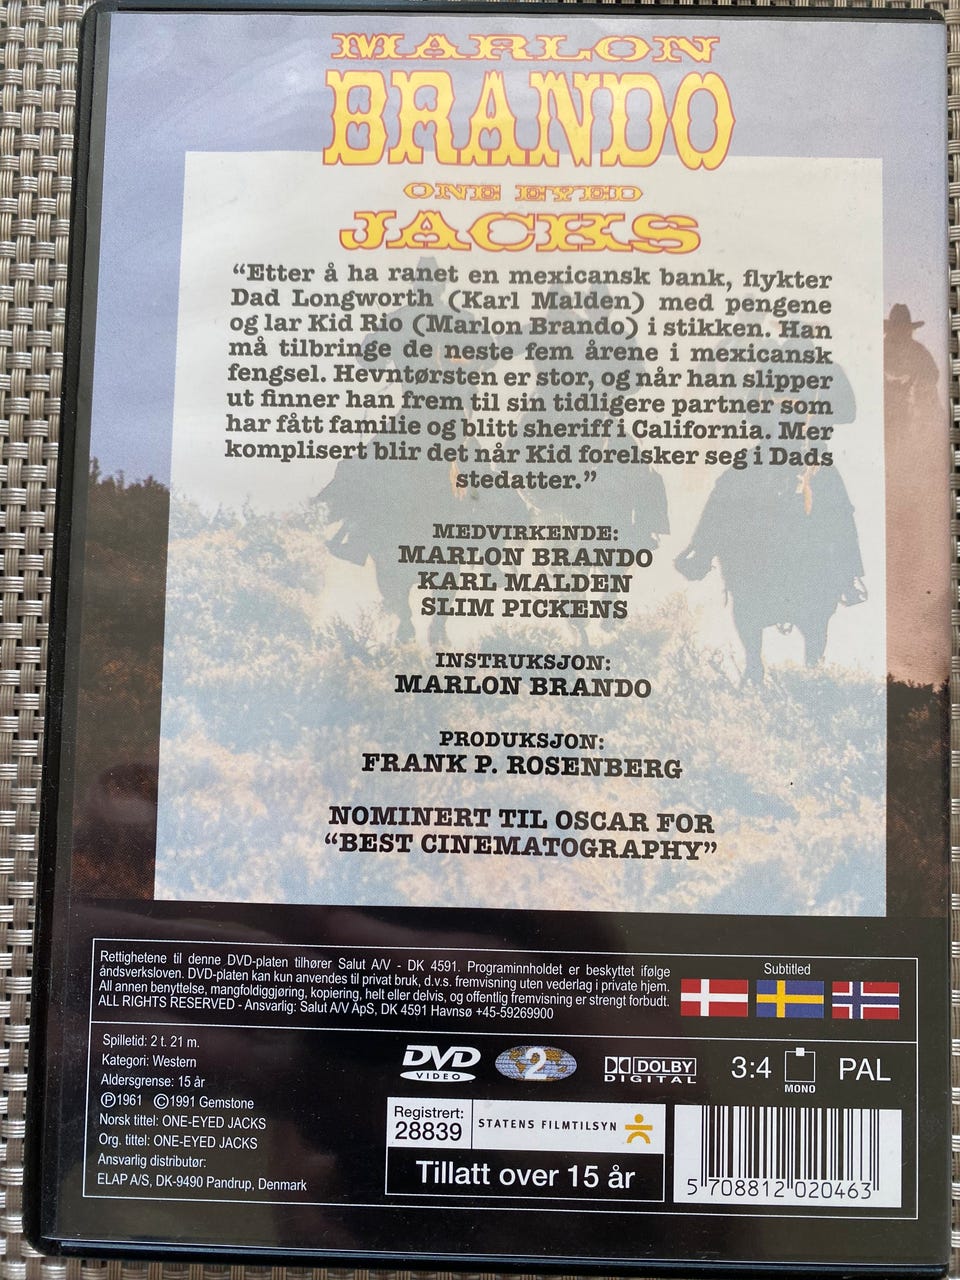 MARLON
BRANDO
ONE EYED
JACKS
“Etter å ha ranet en mexicansk bank, flykter
Dad Longworth (Karl Malden) med pengene
og lar Kid Rio (Marlon Brando) i stikken. Han
må tilbringe de neste fem årene i mexicansk
fengsel. Hevntørsten er stor, og når han slipper
ut finner han frem til sin tidligere partner som
har fått familie og blitt sheriff i California. Mer
komplisert blir det når Kid forelsker seg i Dads
stedatter.”
MEDVIRKENDE:
MARLON BRANDO
KARL MALDEN
SLIM PICKENS
INSTRUKSJON:
MARLON BRANDO
PRODUKSJON:
FRANK P. ROSENBERG
NOMINERT TIL OSCAR FOR
“BEST CINEMATOGRAPHY”
Rettighetene til denne DVD-platen tilhører Salut A/V - DK 4591. Programinnholdet er beskyttet ifølge
åndsverksloven. DVD-platen kan kun anvendes til privat bruk, d.v.s. fremvisning uten vederlag i private hjem.
All annen benyttelse, mangfoldiggjøring, kopiering, helt eller delvis, og offentlig fremvisning er strengt forbudt.
ALL RIGHTS RESERVED - Ansvarlig: Salut A/V ApS, DK 4591 Havnsø +45-59269900
Subtitled
Spilletid: 2 t. 21 m.
Kategori: Western
Aldersgrense: 15 år
Ⓟ1961 ©1991 Gemstone
Norsk tittel: ONE-EYED JACKS
Org. tittel: ONE-EYED JACKS
Ansvarlig distributør:
ELAP A/S, DK-9490 Pandrup, Danmark
DVD
VIDEO
2
DOLBY
DIGITAL
3:4
MONO
PAL
Registrert:
28839
STATENS FILMTILSYN
Tillatt over 15 år
5 708812 020463